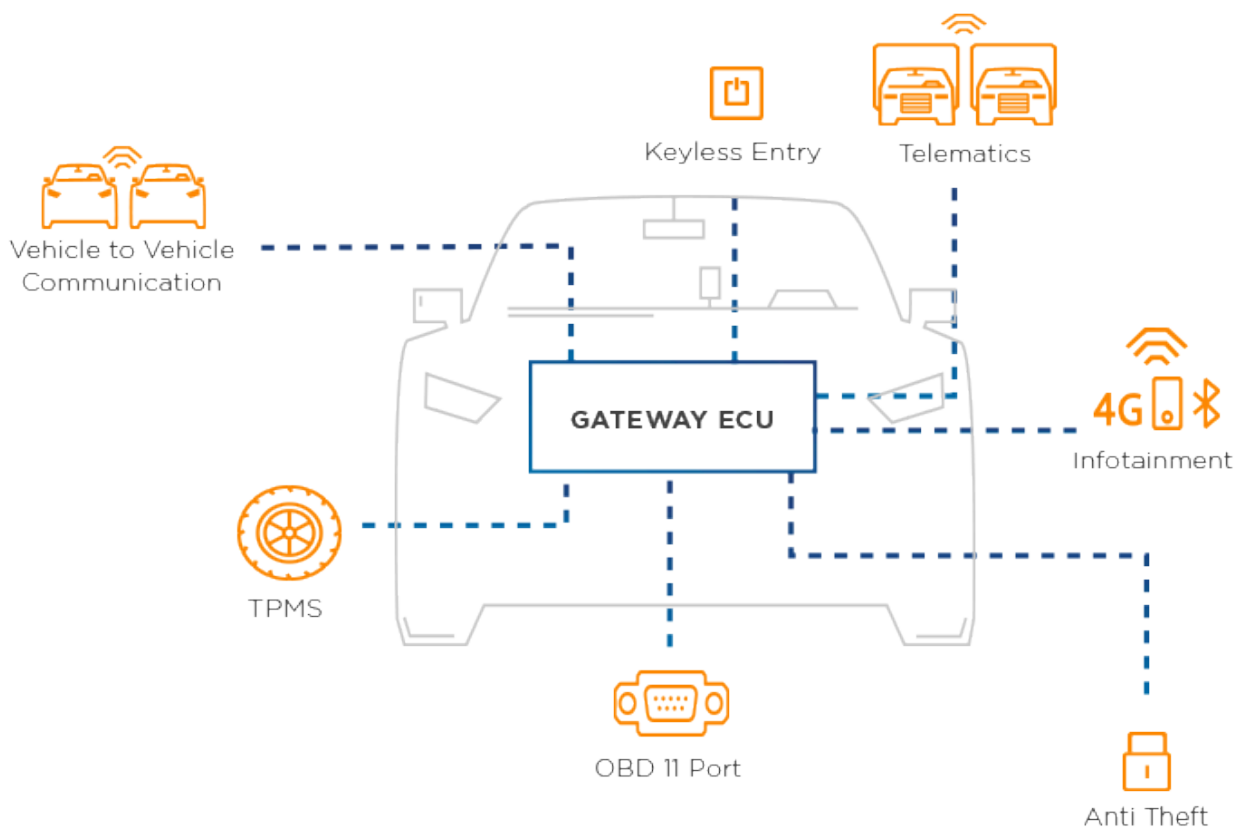 Keyless Entry
Telematics
Vehicle to Vehicle
Communication
GATEWAY ECU
4G
Infotainment
TPMS
OBD 11 Port
Anti Theft